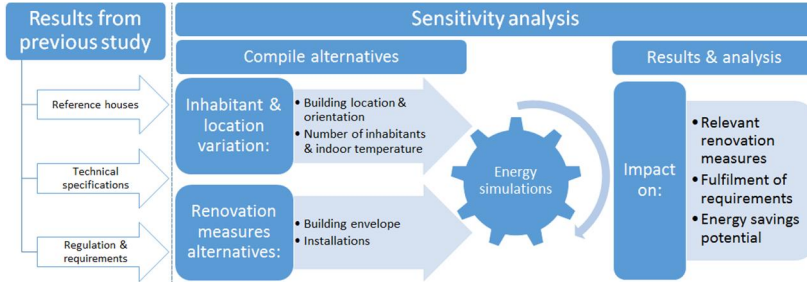 Results from
previous study
Reference houses
Technical
specifications
Regulation &
requirements
Sensitivity analysis
Compile alternatives
Inhabitant &
location
variation:
• Building location &
orientation
• Number of inhabitants
& indoor temperature
Renovation
measures
alternatives:
• Building envelope
• Installations
Energy
simulations
Results & analysis
Impact
on:
• Relevant
renovation
measures
• Fulfilment of
requirements
• Energy savings
potential